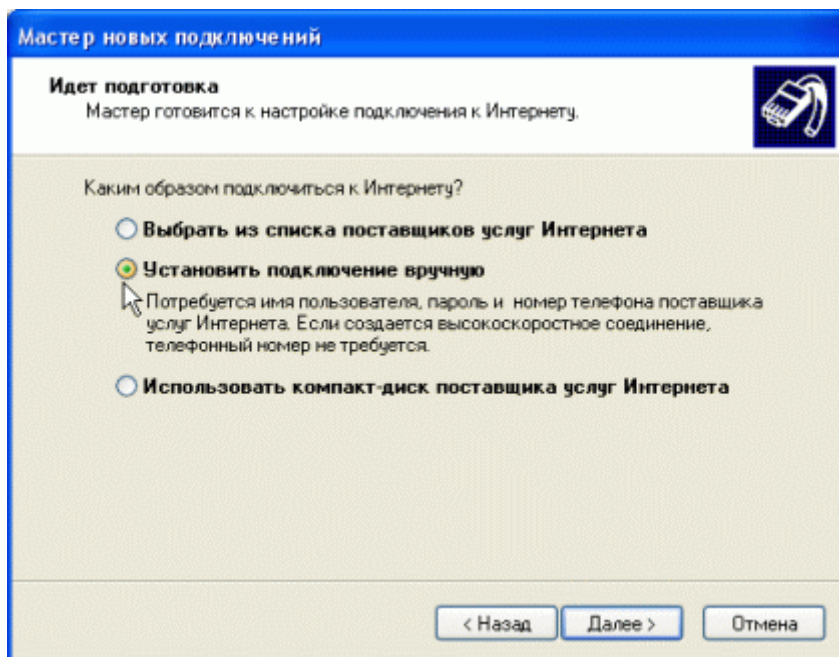 Мастер новых подключений
Идет подготовка
Мастер готовится к настройке подключения к Интернету.
Каким образом подключиться к Интернету?
Выбрать из списка поставщиков услуг Интернета
Установить подключение вручную
Потребуется имя пользователя, пароль и номер телефона поставщика
услуг Интернета. Если создается высокоскоростное соединение,
телефонный номер не требуется.
Использовать компакт-диск поставщика услуг Интернета
< Назад Далее > Отмена